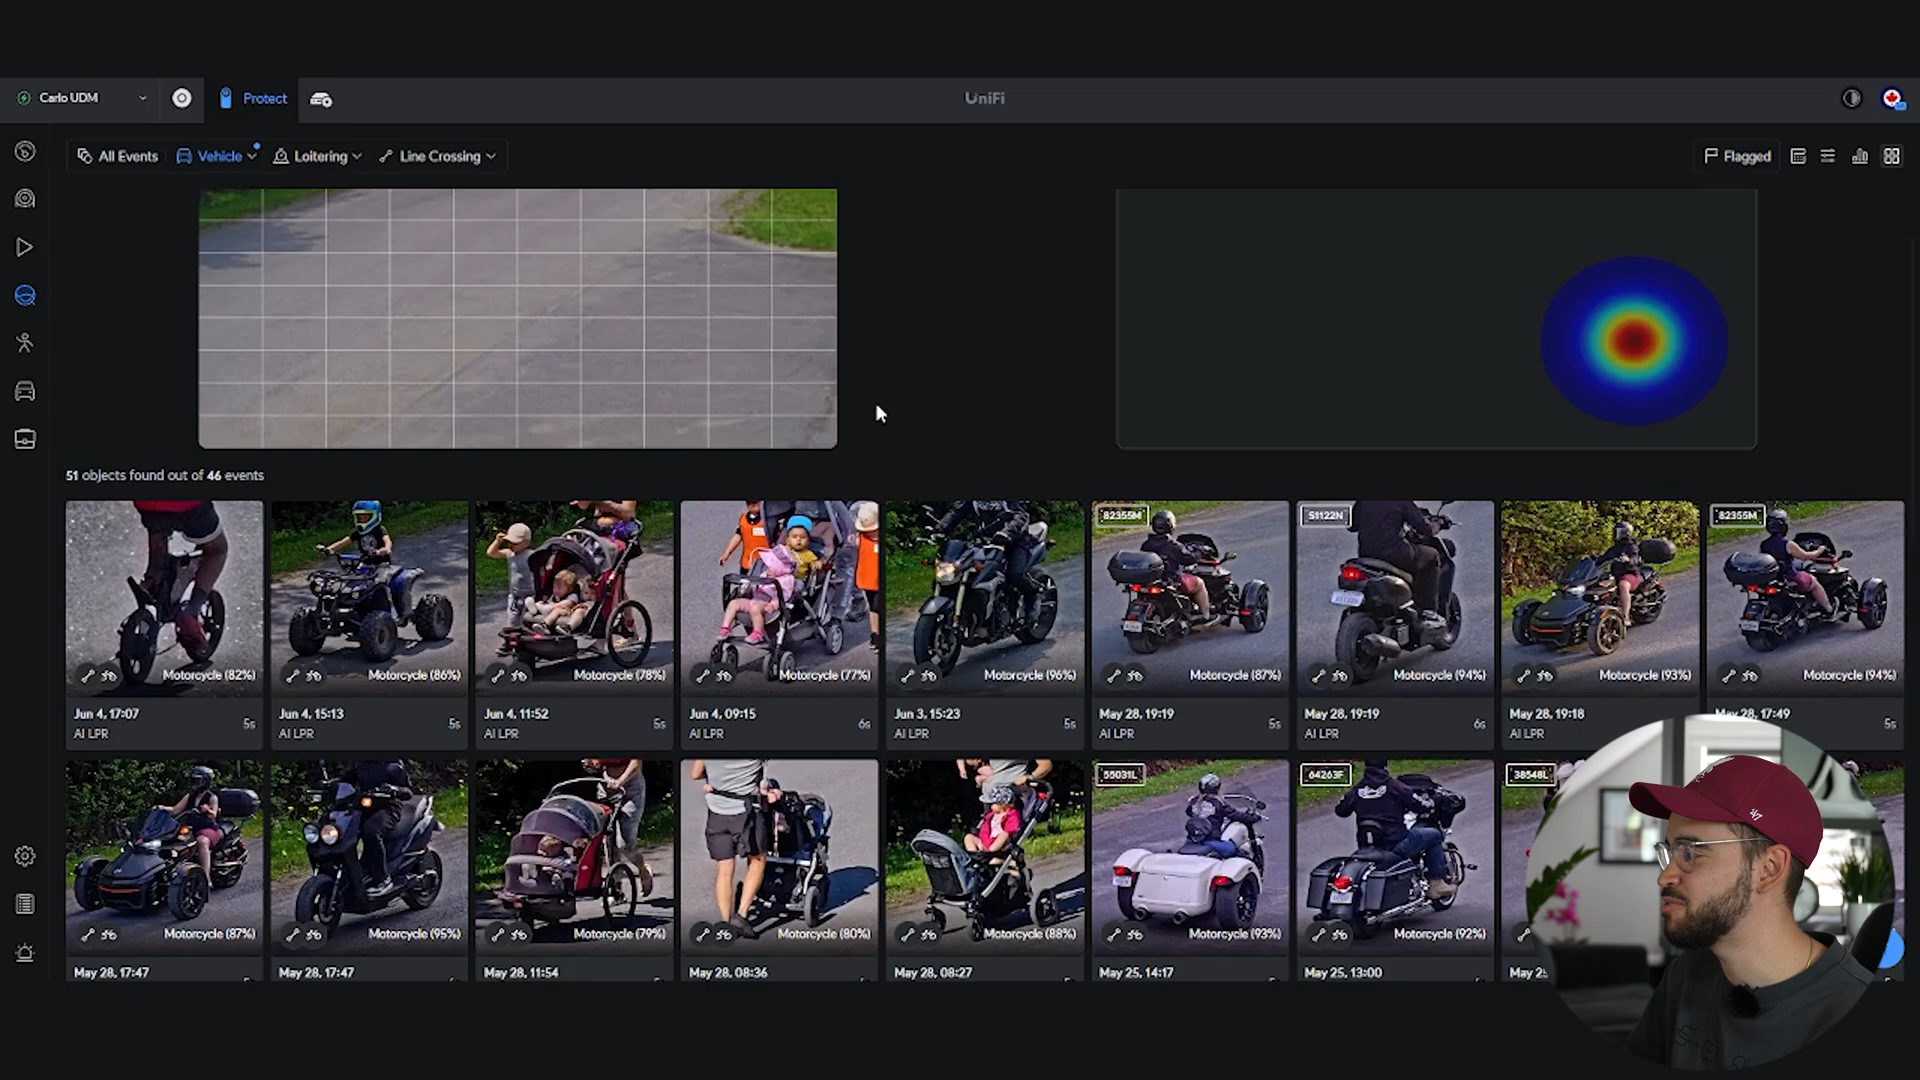 Carlo UDM
Protect
UniFi
All Events
Vehicle
Loitering
Line Crossing
Flagged
51 objects found out of 46 events
82355M
51122N
82355M
Motorcycle (82%)
Motorcycle (86%)
Motorcycle (78%)
Motorcycle (77%)
Motorcycle (96%)
Motorcycle (87%)
Motorcycle (94%)
Motorcycle (93%)
Motorcycle (94%)
Jun 4, 17:07
5s
AI LPR
Jun 4, 15:13
5s
AI LPR
Jun 4, 11:52
5s
AI LPR
Jun 4, 09:15
6s
AI LPR
Jun 3, 15:23
5s
AI LPR
May 28, 19:19
5s
AI LPR
May 28, 19:19
6s
AI LPR
May 28, 19:18
4s
AI LPR
May 28, 17:49
5s
55031L
64263F
38548L
Motorcycle (87%)
Motorcycle (95%)
Motorcycle (79%)
Motorcycle (80%)
Motorcycle (88%)
Motorcycle (93%)
Motorcycle (92%)
May 28, 17:47
May 28, 17:47
May 28, 11:54
May 28, 08:36
May 28, 08:27
May 25, 14:17
May 25, 13:00
47